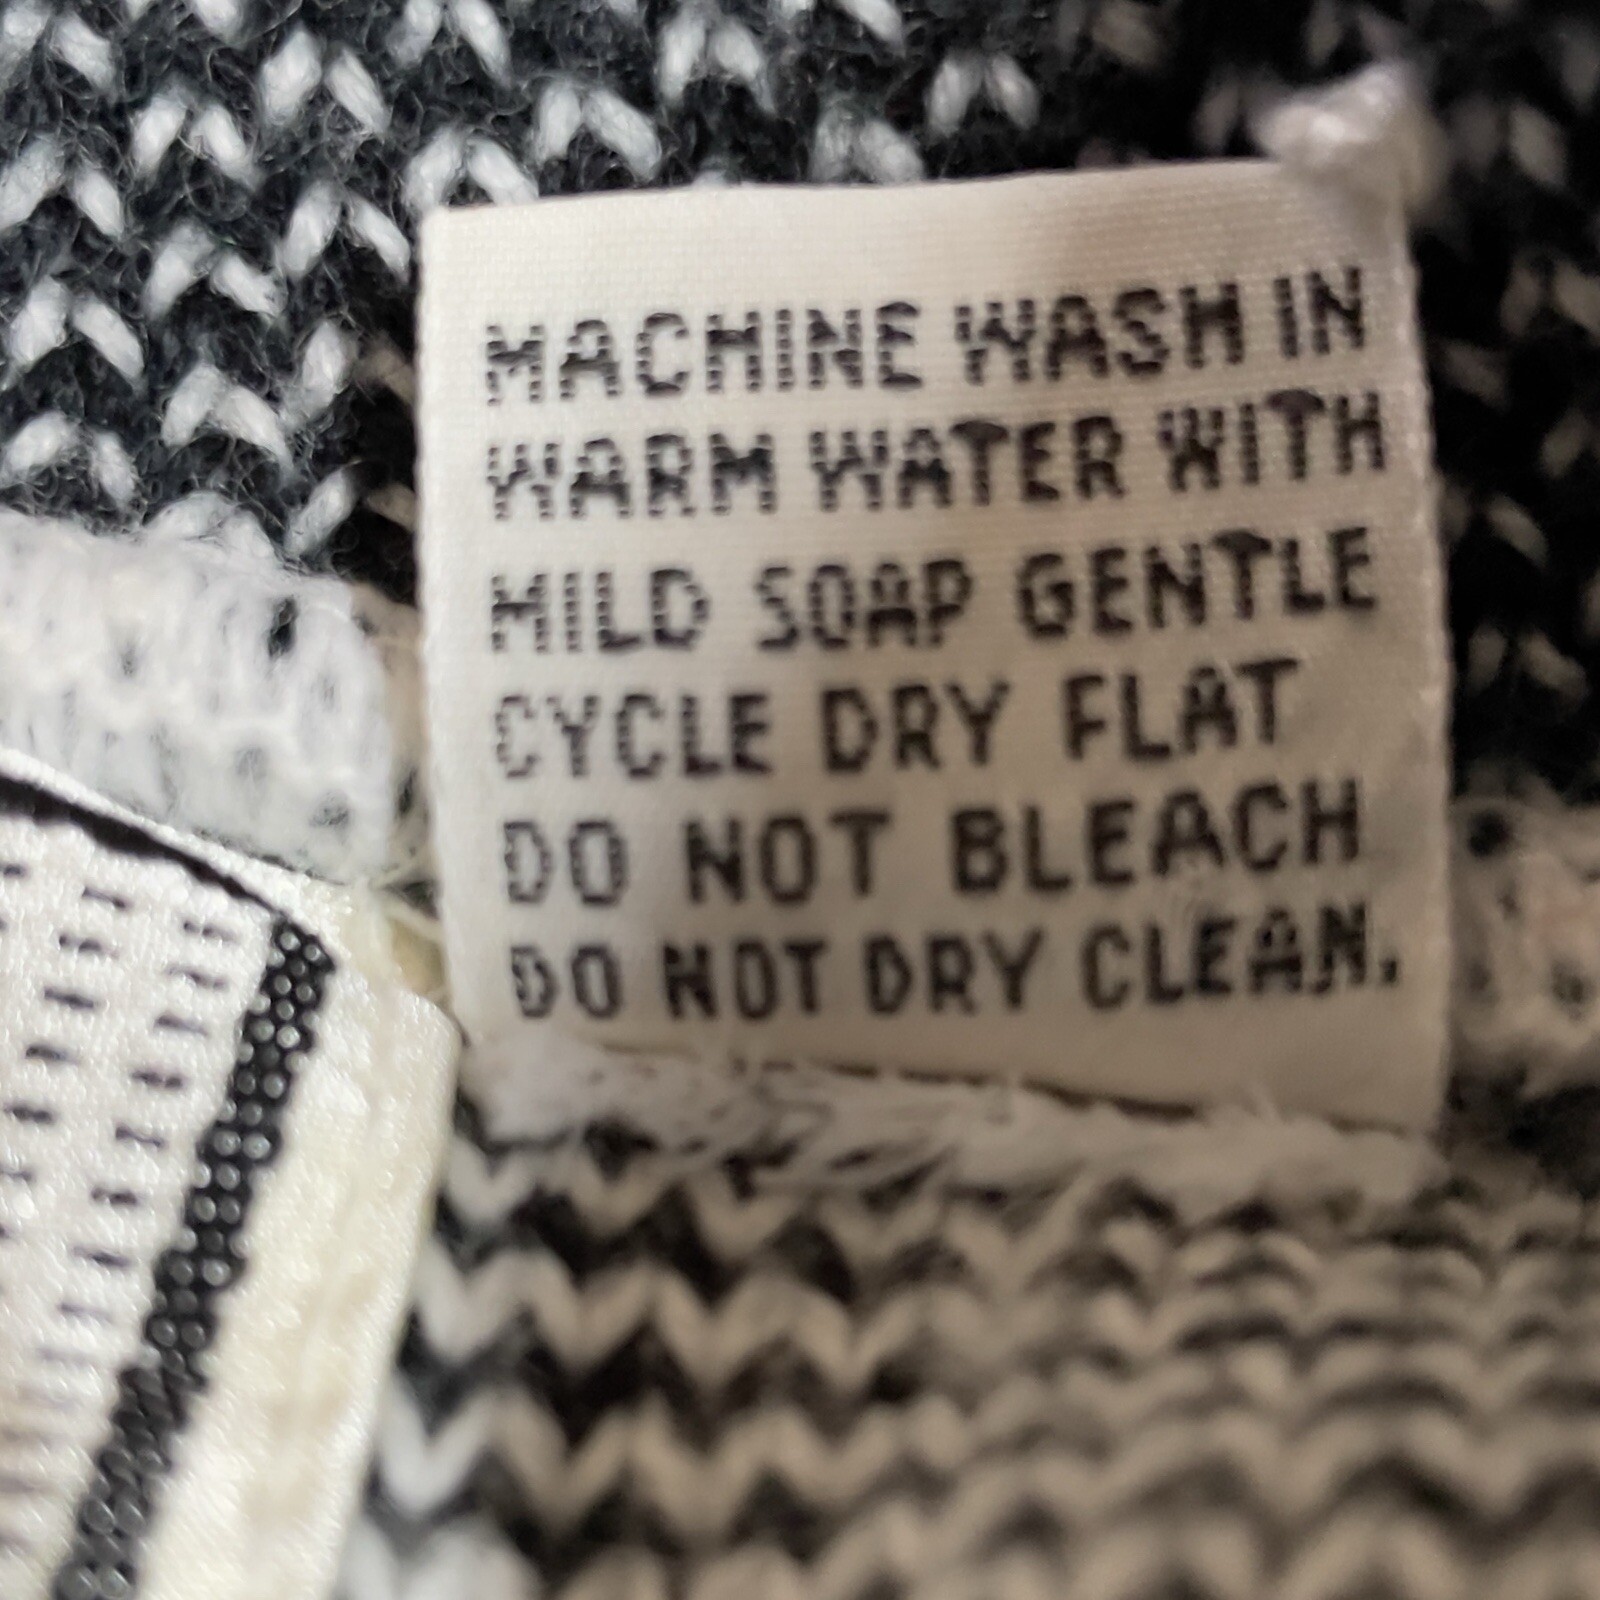 MACHINE WASH IN
WARM WATER WITH
MILD SOAP GENTLE
CYCLE DRY FLAT
DO NOT BLEACH
DO NOT DRY CLEAN.